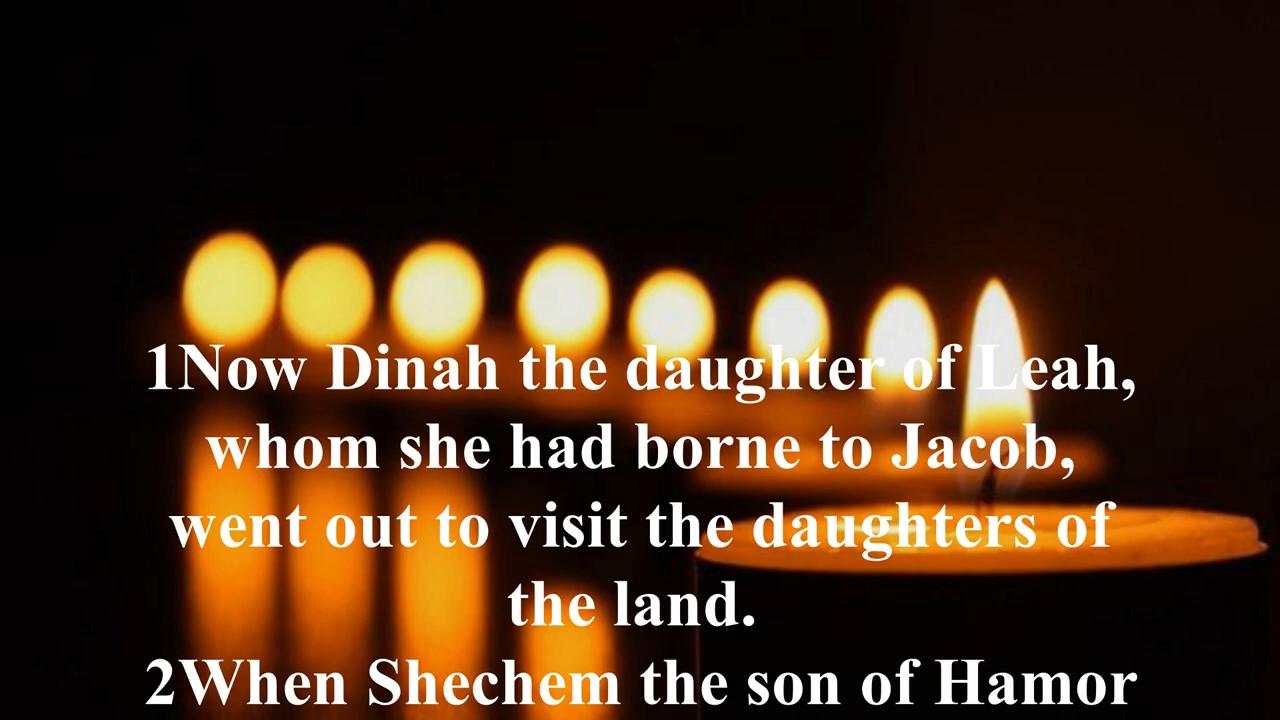 1Now Dinah the daughter of Leah,
whom she had borne to Jacob,
went out to visit the daughters of
the land.
2When Shechem the son of Hamor